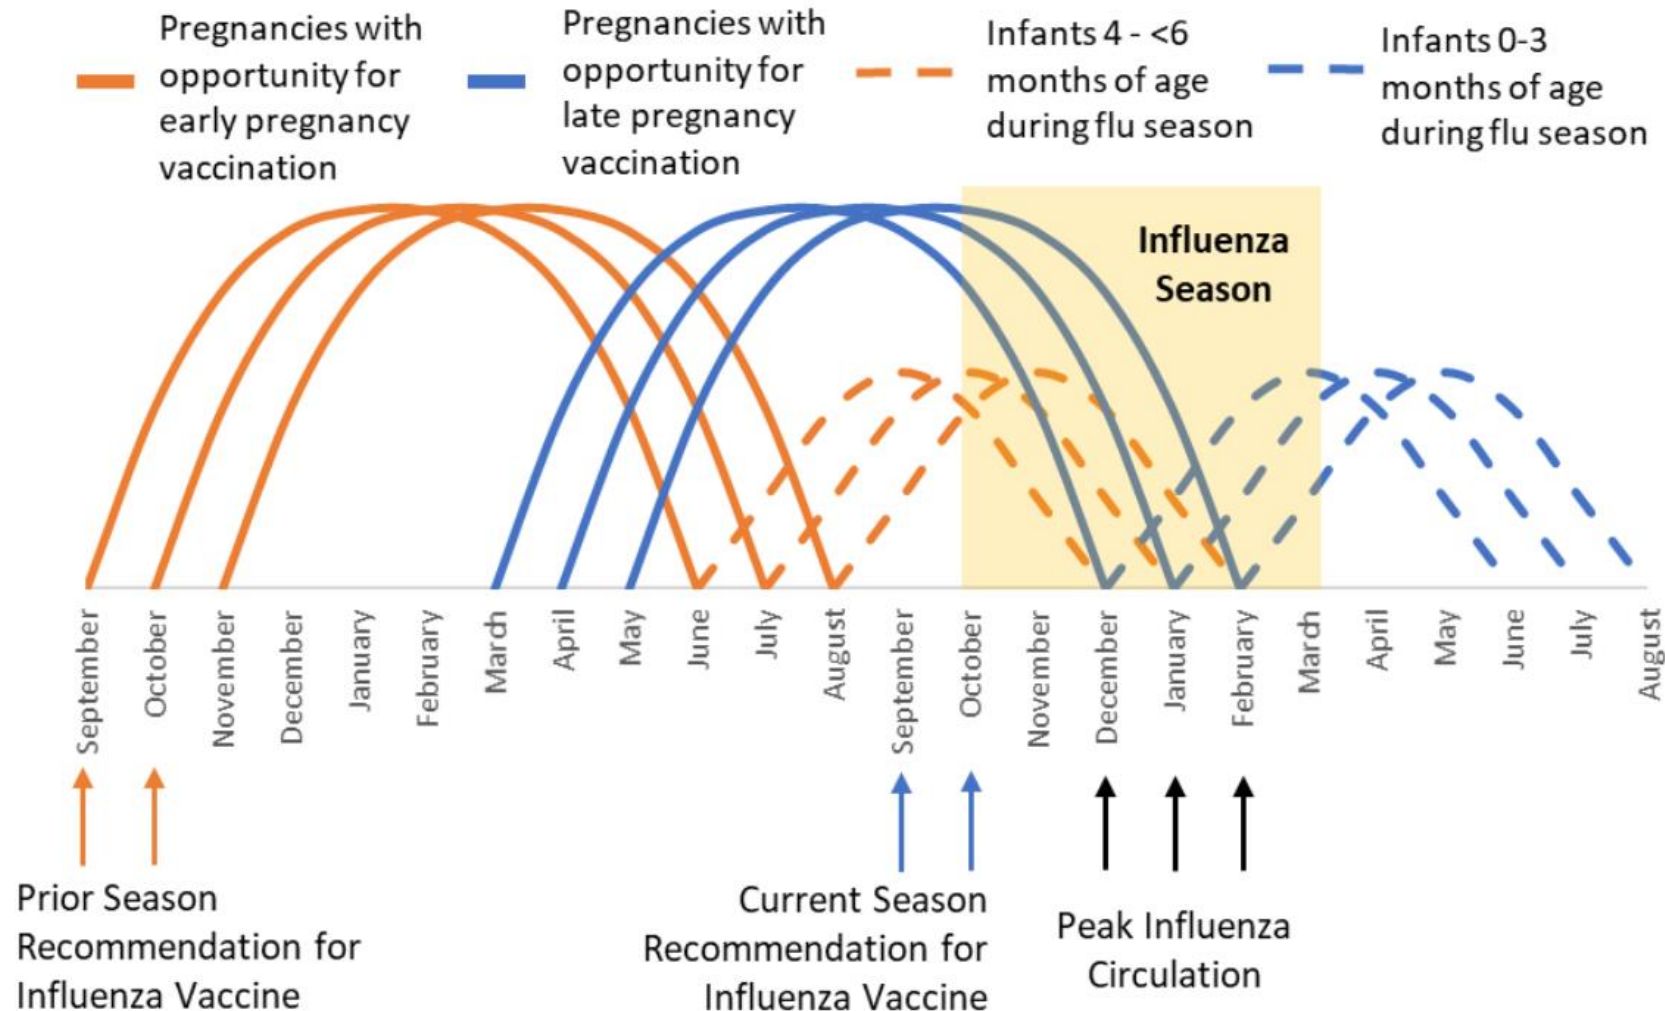 Pregnancies with
opportunity for
early pregnancy
vaccination
Pregnancies with
opportunity for
late pregnancy
vaccination
Infants 4 - <6
months of age
during flu season
Infants 0-3
months of age
during flu season
Influenza
Season
September
October
November
December
January
February
March
April
May
June
July
August
September
October
November
December
January
February
March
April
May
June
July
August
Prior Season
Recommendation for
Influenza Vaccine
Current Season
Recommendation for
Influenza Vaccine
Peak Influenza
Circulation